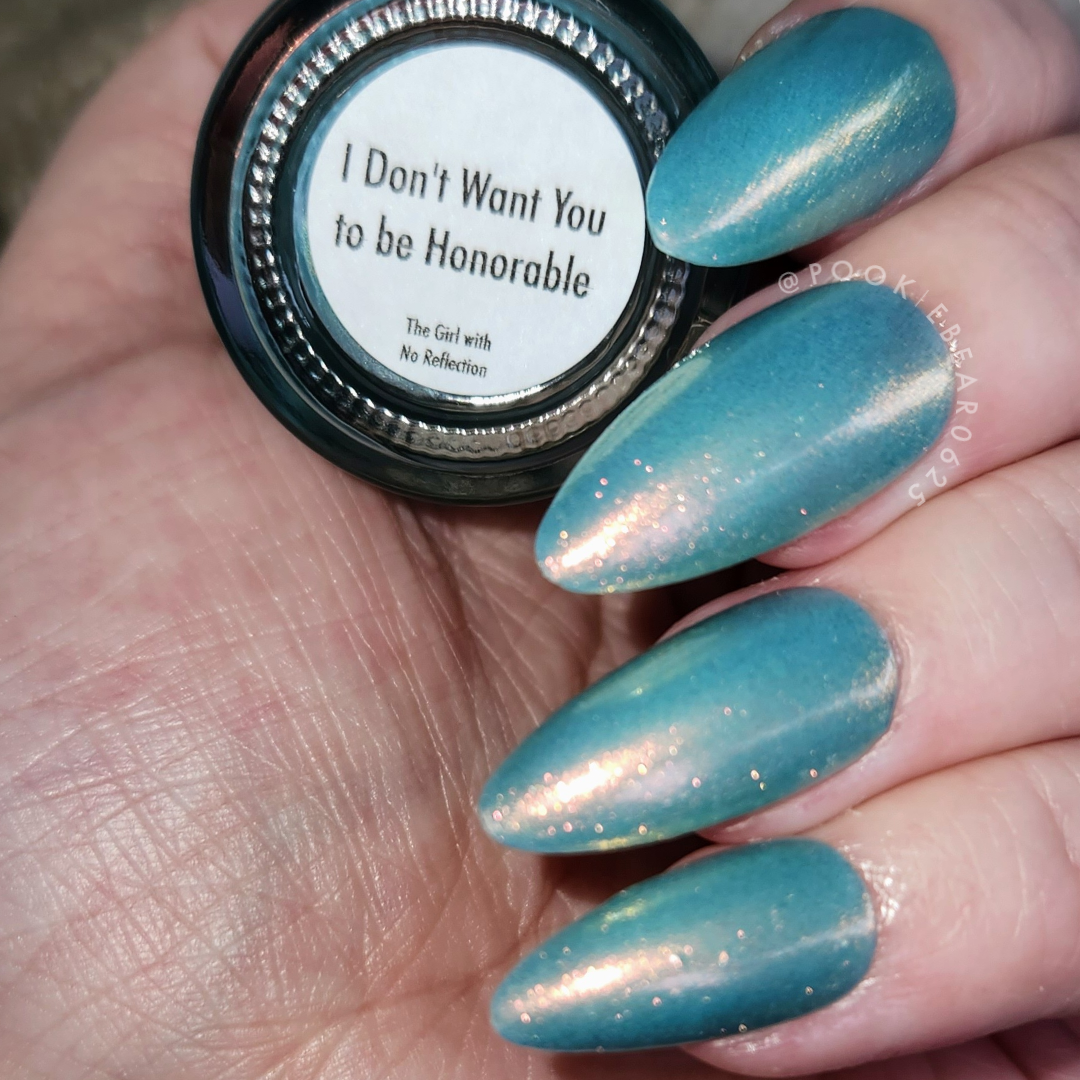 I Don't Want You
to be Honorable
The Girl with
No Reflection
@POOKIEBEAR0625